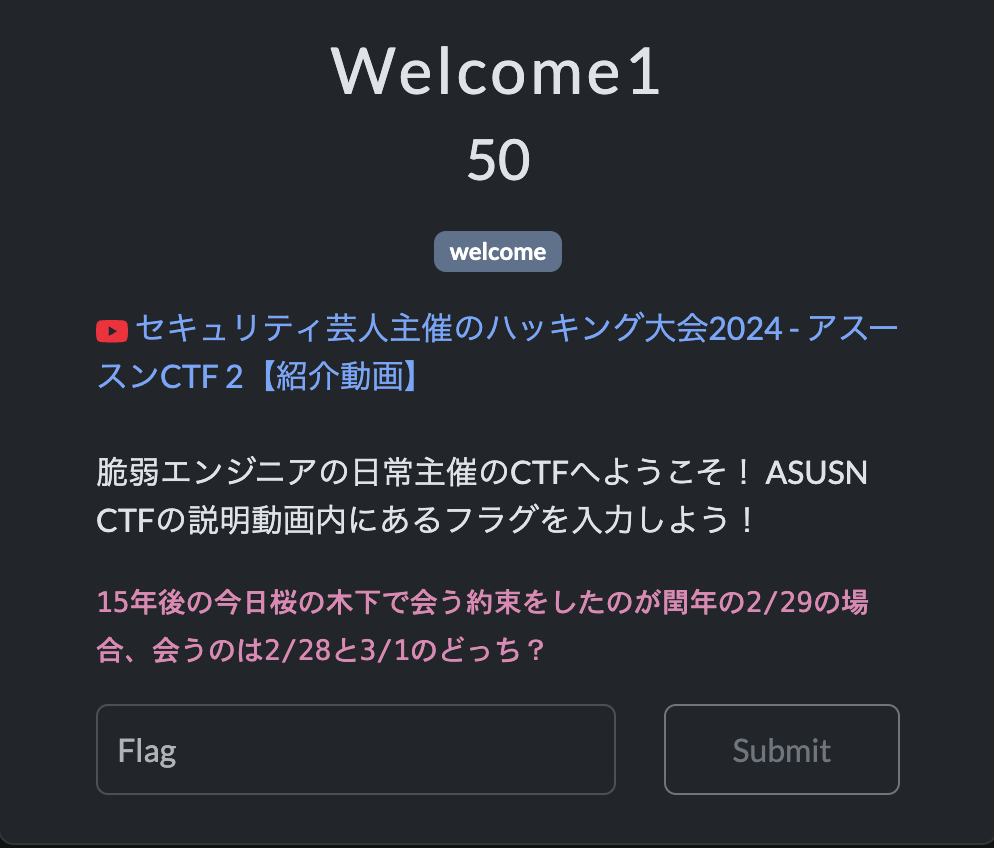 Welcome1
50
welcome
セキュリティ芸人主催のハッキング大会2024 - アスー
スンCTF 2【紹介動画】
脆弱エンジニアの日常主催のCTFへようこそ！ ASUSN
CTFの説明動画内にあるフラグを入力しよう！
15年後の今日桜の木下で会う約束をしたのが閏年の2/29の場
合、会うのは2/28と3/1のどっち？
Flag
Submit